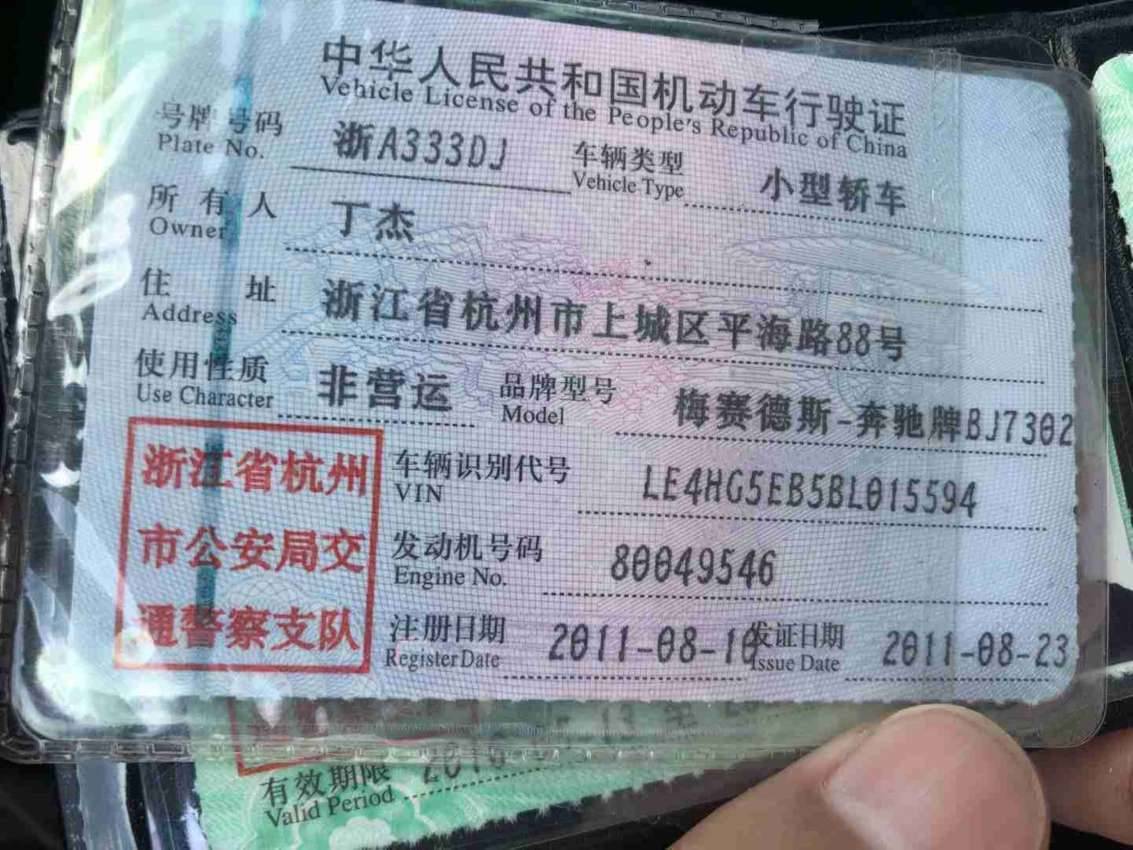 中华人民共和国机动车行驶证
Vehicle License of the People's Republic of China
号牌号码 浙A333DJ 车辆类型 小型轿车
Plate No. Vehicle Type
所有人 丁杰
Owner
住址 浙江省杭州市上城区平海路88号
Address
使用性质 非营运 品牌型号 梅赛德斯-奔驰牌BJ7302
Use Character Model
浙江省杭州 车辆识别代号 LE4HG5EB5BL015594
VIN
市公安局交 发动机号码 80049546
Engine No.
通警察支队 注册日期 2011-08-10 发证日期 2011-08-23
Register Date Issue Date
有效期限
Valid Period